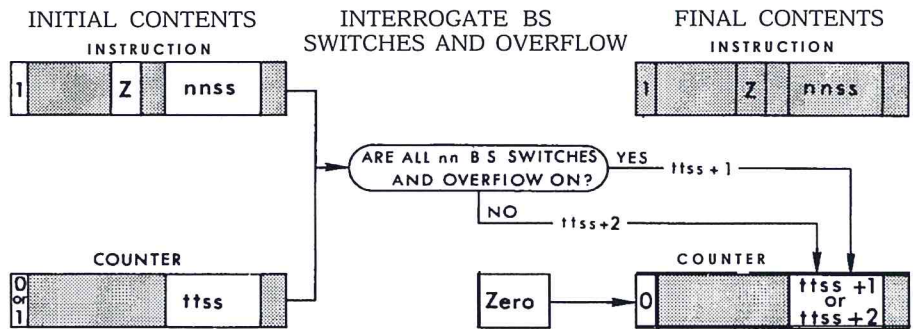 INITIAL CONTENTS
INTERROGATE BS
SWITCHES AND OVERFLOW
FINAL CONTENTS
INSTRUCTION
INSTRUCTION
1 Z nnss
1 Z nnss
ARE ALL nn B S SWITCHES
AND OVERFLOW ON?
YES
ttss + 1
NO
ttss+2
COUNTER
COUNTER
0
or
1
ttss
Zero
0
ttss +1
or
ttss +2